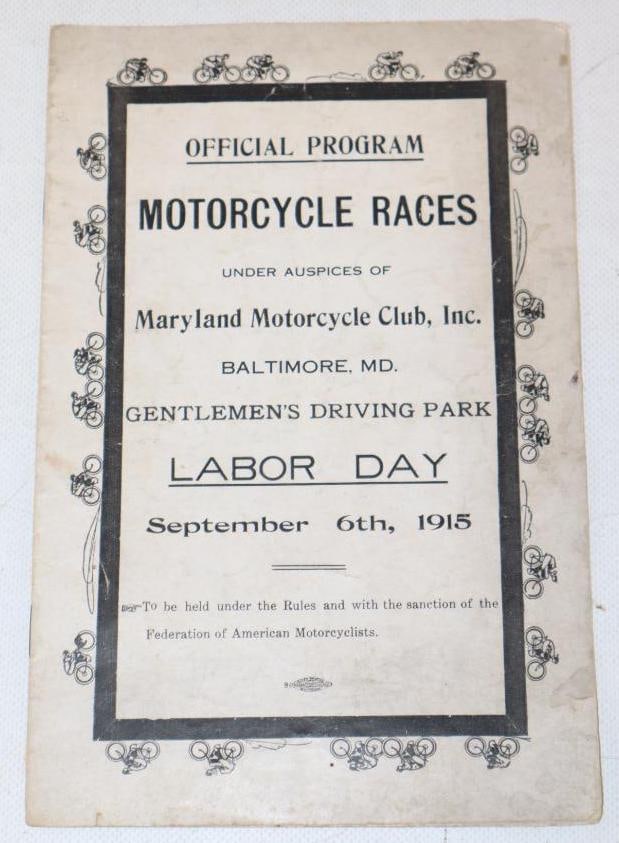 OFFICIAL PROGRAM
MOTORCYCLE RACES
UNDER AUSPICES OF
Maryland Motorcycle Club, Inc.
BALTIMORE, MD.
GENTLEMEN'S DRIVING PARK
LABOR DAY
September 6th, 1915
To be held under the Rules and with the sanction of the
Federation of American Motorcyclists.